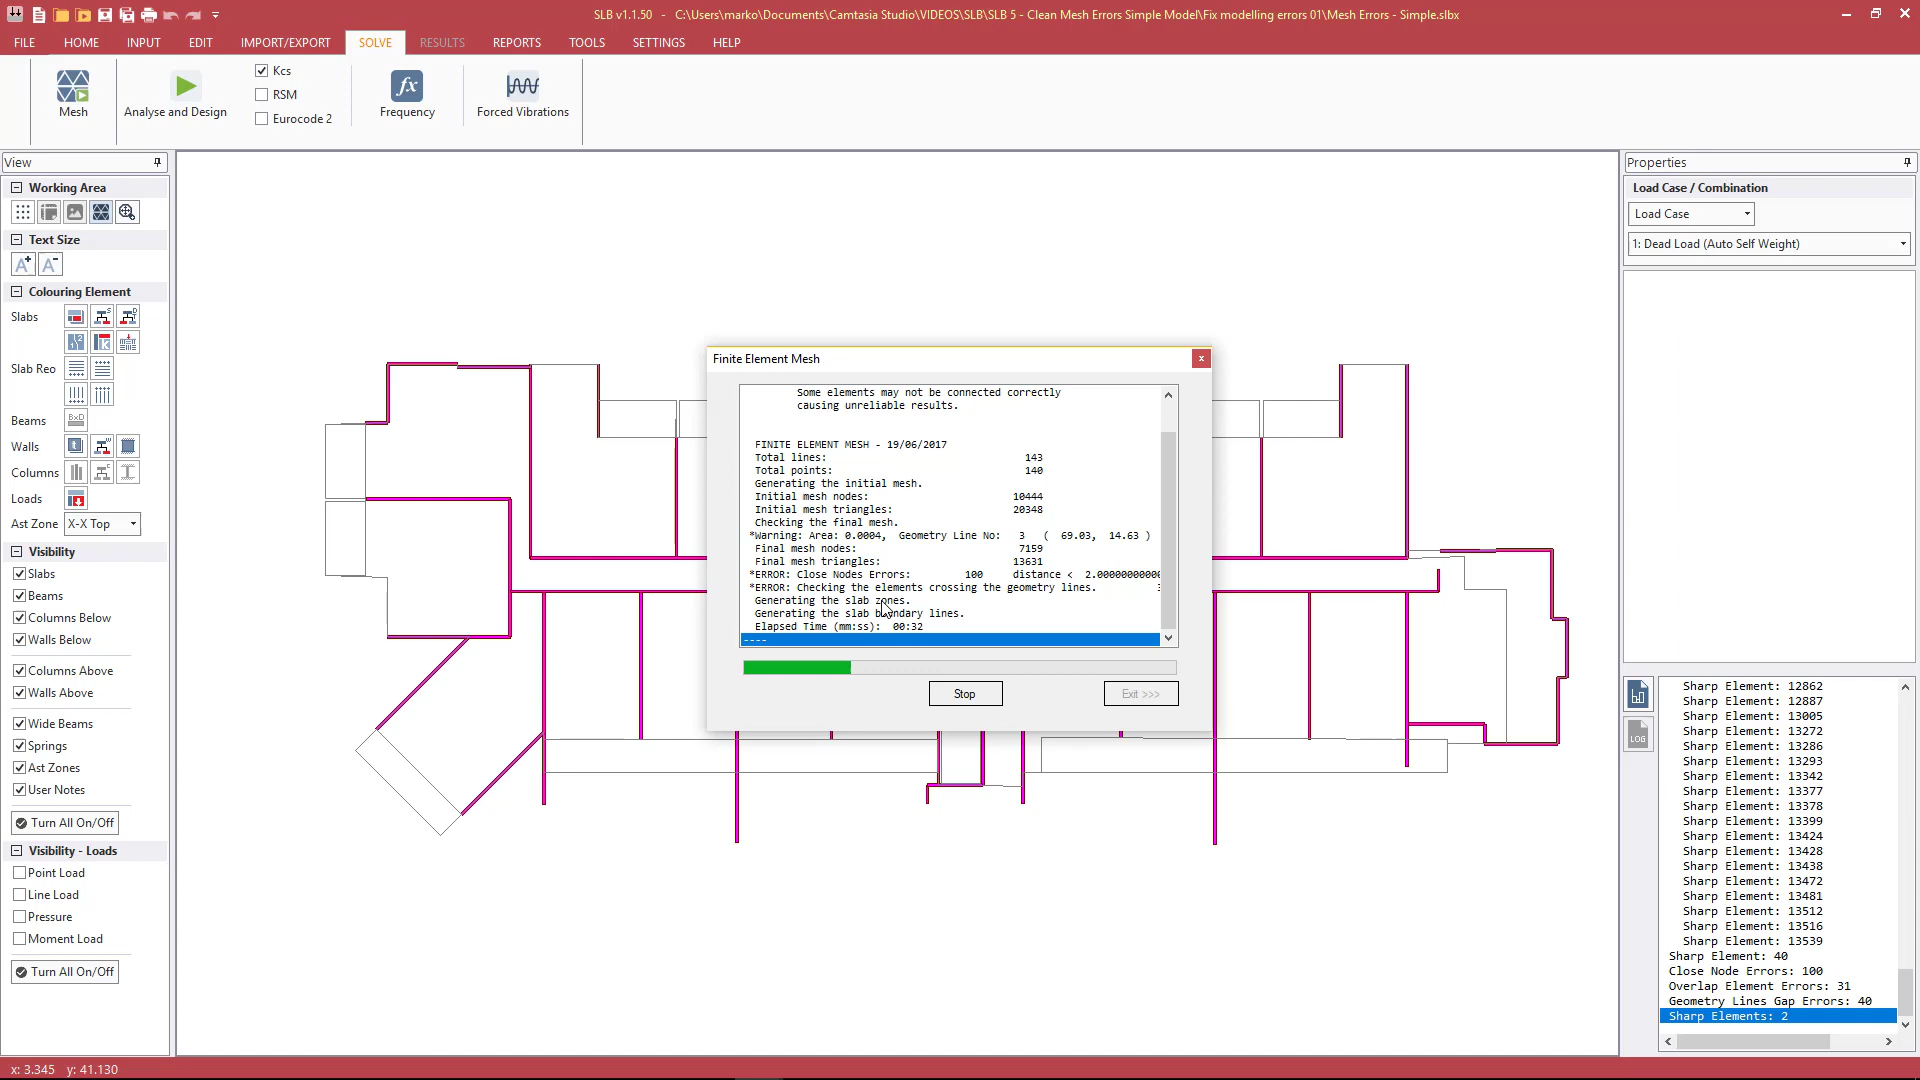 SLB v1.1.50 - C:\Users\marko\Documents\Camtasia Studio\VIDEOS\SLB\SLB 5 - Clean Mesh Errors Simple Model\Fix modelling errors 01\Mesh Errors - Simple.slbx
FILE HOME INPUT EDIT IMPORT/EXPORT SOLVE RESULTS REPORTS TOOLS SETTINGS HELP
Mesh
Analyse and Design
Kcs
RSM
Eurocode 2
fx
Frequency
Forced Vibrations
View
Working Area
Text Size
A+ A-
Colouring Element
Slabs
Slab Reo
Beams
BxD
Walls
Columns
Loads
Ast Zone X-X Top
Visibility
Slabs
Beams
Columns Below
Walls Below
Columns Above
Walls Above
Wide Beams
Springs
Ast Zones
User Notes
Turn All On/Off
Visibility - Loads
Point Load
Line Load
Pressure
Moment Load
Turn All On/Off
Finite Element Mesh
Some elements may not be connected correctly
causing unreliable results.
FINITE ELEMENT MESH - 19/06/2017
Total lines: 143
Total points: 140
Generating the initial mesh.
Initial mesh nodes: 10444
Initial mesh triangles: 20348
Checking the final mesh.
*Warning: Area: 0.0004, Geometry Line No: 3 ( 69.03, 14.63 )
Final mesh nodes: 7159
Final mesh triangles: 13631
*ERROR: Close Nodes Errors: 100 distance < 2.0000000000
*ERROR: Checking the elements crossing the geometry lines.
Generating the slab zones.
Generating the slab boundary lines.
Elapsed Time (mm:ss): 00:32
----
Stop
Exit >>>
Properties
Load Case / Combination
Load Case
1: Dead Load (Auto Self Weight)
LOG
Sharp Element: 12862
Sharp Element: 12887
Sharp Element: 13005
Sharp Element: 13272
Sharp Element: 13286
Sharp Element: 13293
Sharp Element: 13342
Sharp Element: 13377
Sharp Element: 13378
Sharp Element: 13399
Sharp Element: 13424
Sharp Element: 13428
Sharp Element: 13438
Sharp Element: 13472
Sharp Element: 13481
Sharp Element: 13512
Sharp Element: 13516
Sharp Element: 13539
Sharp Element: 40
Close Node Errors: 100
Overlap Element Errors: 31
Geometry Lines Gap Errors: 40
Sharp Elements: 2
x: 3.345 y: 41.130